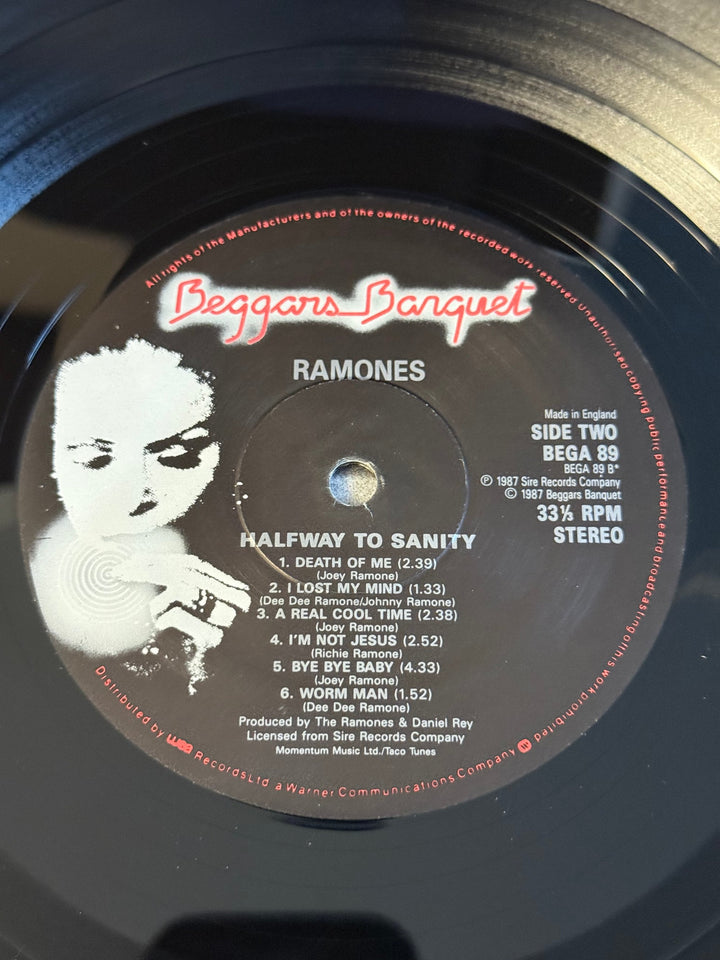 All rights of the Manufacturers and of the owners of the recorded work reserved Unauthorised copying public performance and broadcasting of this work prohibited
Beggars Banquet
RAMONES
Made in England
SIDE TWO
BEGA 89
BEGA 89 B*
℗ 1987 Sire Records Company
© 1987 Beggars Banquet
33⅓ RPM
STEREO
HALFWAY TO SANITY
1. DEATH OF ME (2.39)
(Joey Ramone)
2. I LOST MY MIND (1.33)
(Dee Dee Ramone/Johnny Ramone)
3. A REAL COOL TIME (2.38)
(Joey Ramone)
4. I'M NOT JESUS (2.52)
(Richie Ramone)
5. BYE BYE BABY (4.33)
(Joey Ramone)
6. WORM MAN (1.52)
(Dee Dee Ramone)
Produced by The Ramones & Daniel Rey
Licensed from Sire Records Company
Momentum Music Ltd./Taco Tunes
Distributed by wea Records Ltd a Warner Communications Company